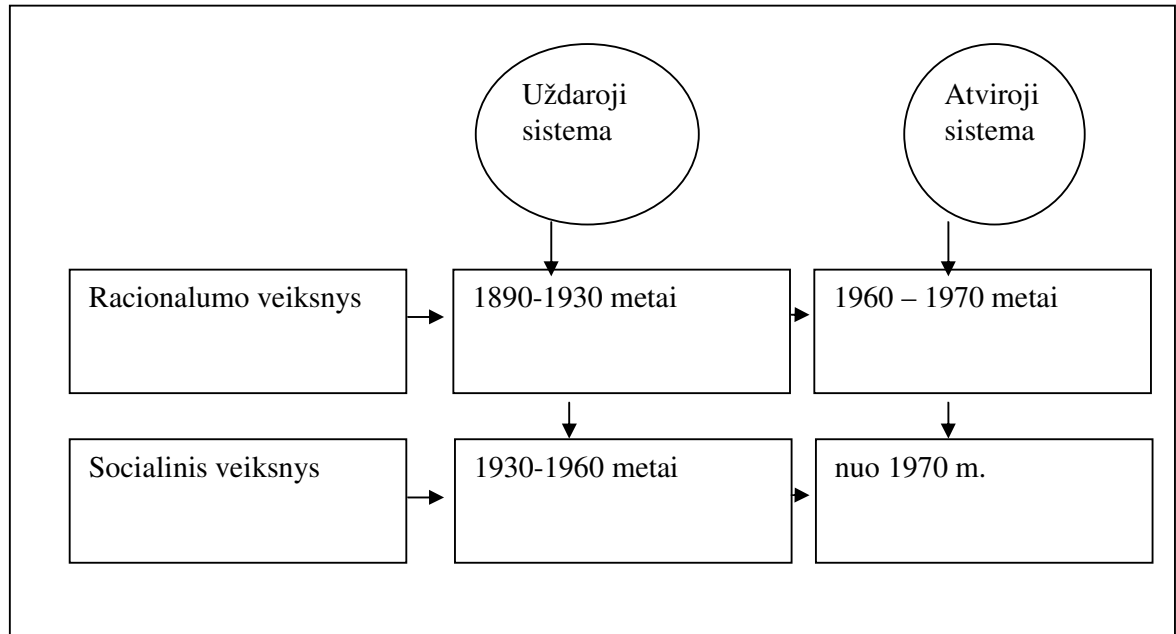 Uždaroji
sistema
Atviroji
sistema
Racionalumo veiksnys
1890-1930 metai
1960 – 1970 metai
Socialinis veiksnys
1930-1960 metai
nuo 1970 m.